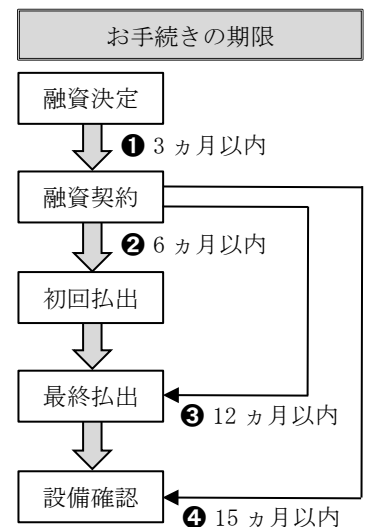 お手続きの期限
融資決定
❶ 3 ヵ月以内
融資契約
❷ 6 ヵ月以内
初回払出
最終払出
❸ 12 ヵ月以内
設備確認
❹ 15 ヵ月以内